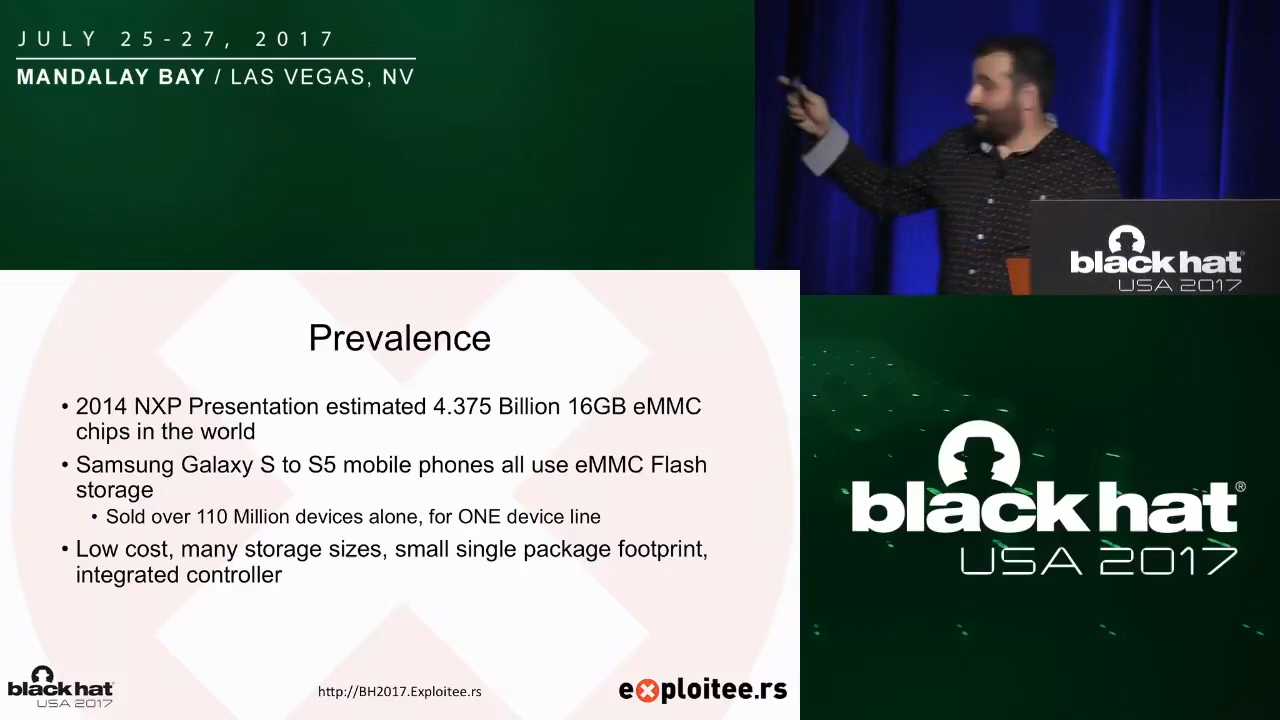 JULY 25-27, 2017
MANDALAY BAY / LAS VEGAS, NV
black hat®
USA 2017
Prevalence
• 2014 NXP Presentation estimated 4.375 Billion 16GB eMMC
chips in the world
• Samsung Galaxy S to S5 mobile phones all use eMMC Flash
storage
• Sold over 110 Million devices alone, for ONE device line
• Low cost, many storage sizes, small single package footprint,
integrated controller
black hat®
USA 2017
black hat
USA 2017
http://BH2017.Exploitee.rs
exploitee.rs